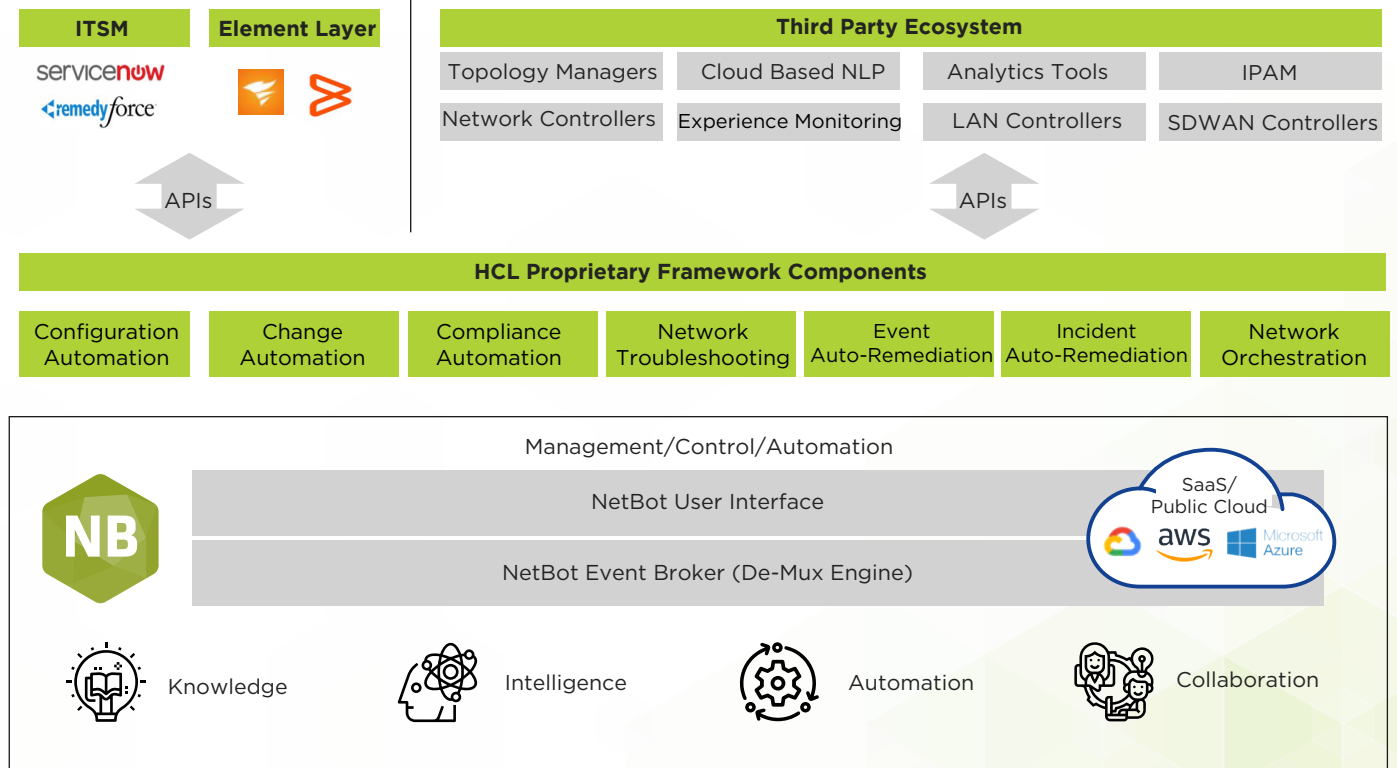 ITSM
Element Layer
Third Party Ecosystem
servicenow
remedyforce
Topology Managers
Cloud Based NLP
Analytics Tools
IPAM
Network Controllers
Experience Monitoring
LAN Controllers
SDWAN Controllers
APIs
APIs
HCL Proprietary Framework Components
Configuration
Automation
Change
Automation
Compliance
Automation
Network
Troubleshooting
Event
Auto-Remediation
Incident
Auto-Remediation
Network
Orchestration
Management/Control/Automation
NB
NetBot User Interface
NetBot Event Broker (De-Mux Engine)
SaaS/
Public Cloud
aws
Microsoft
Azure
Knowledge
Intelligence
Automation
Collaboration